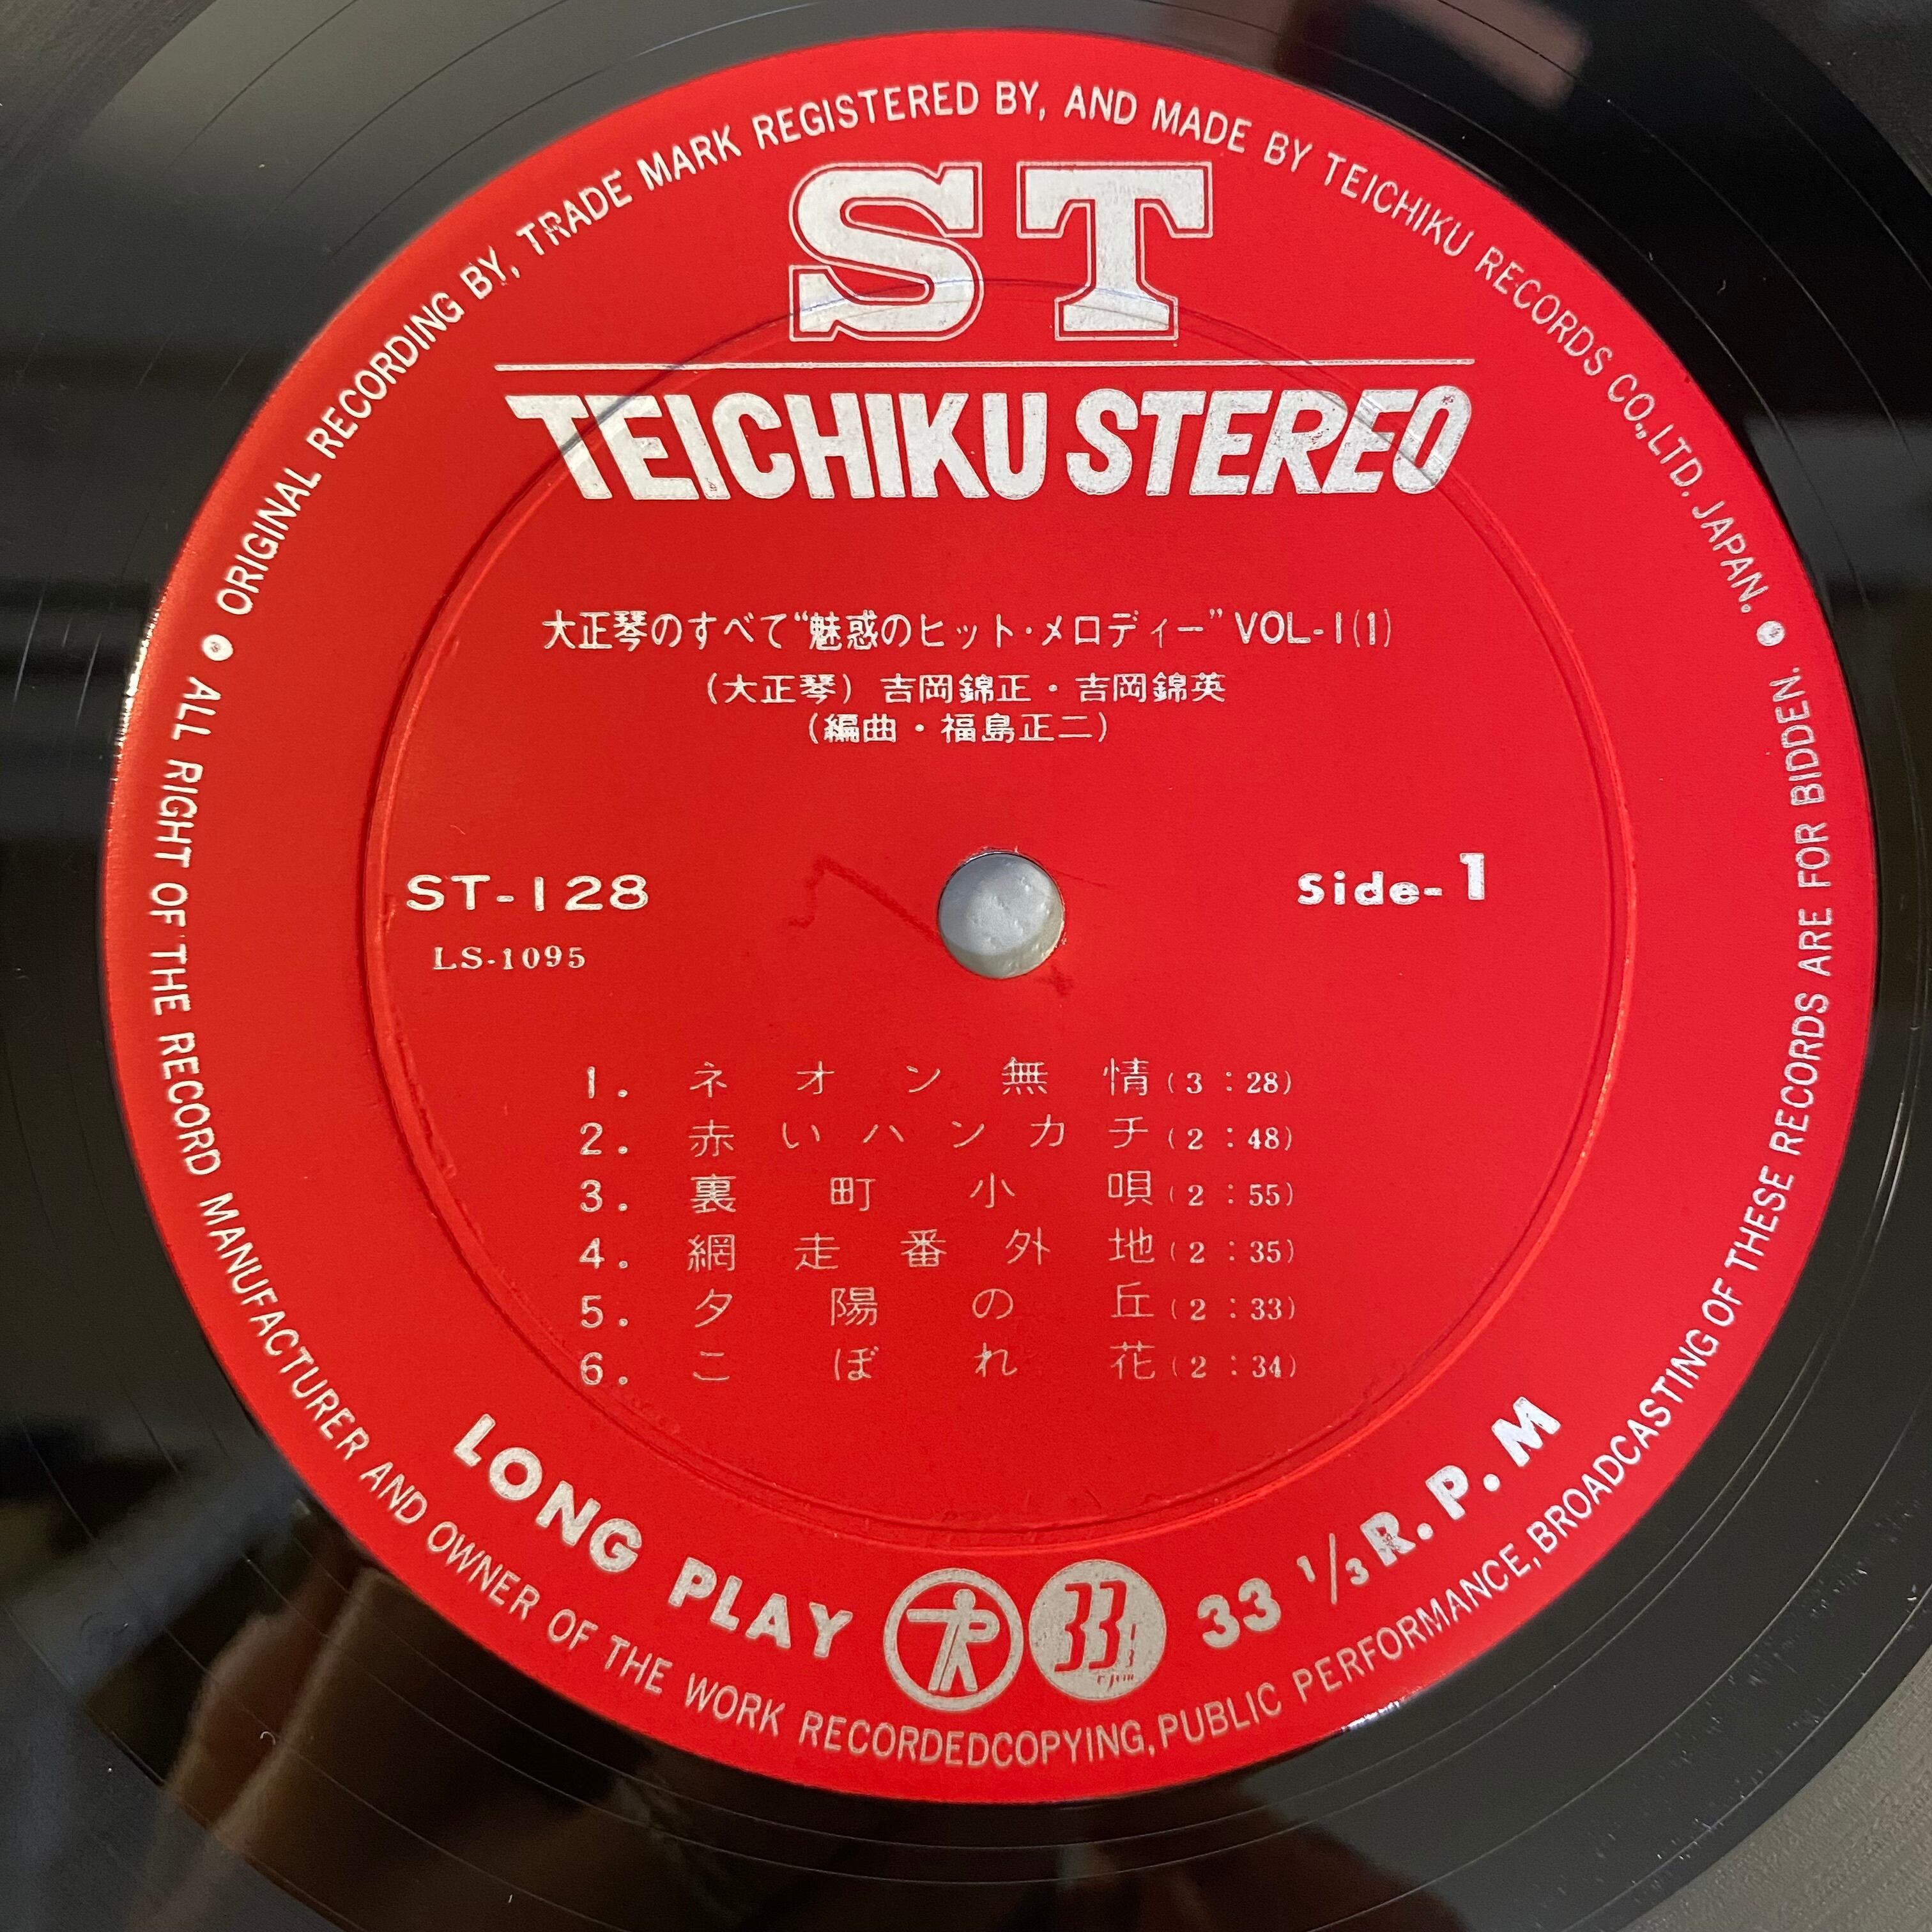 ORIGINAL RECORDING BY, TRADE MARK REGISTERED BY, AND MADE BY TEICHIKU RECORDS CO., LTD. JAPAN.
ST
TEICHIKU STEREO
大正琴のすべて“魅惑のヒット・メロディー” VOL-1(1)
(大正琴) 吉岡錦正・吉岡錦英
(編曲・福島正二)
ST-128
Side-1
LS-1095
1. ネオン無情 (3:28)
2. 赤いハンカチ (2:48)
3. 裏町小唄 (2:55)
4. 網走番外地 (2:35)
5. 夕陽の丘 (2:33)
6. こぼれ花 (2:34)
LONG PLAY
33
33 1/3 R.P.M
ALL RIGHT OF THE RECORD MANUFACTURER AND OWNER OF THE WORK RECORDEDCOPYING, PUBLIC PERFORMANCE, BROADCASTING OF THESE RECORDS ARE FOR BIDDEN.